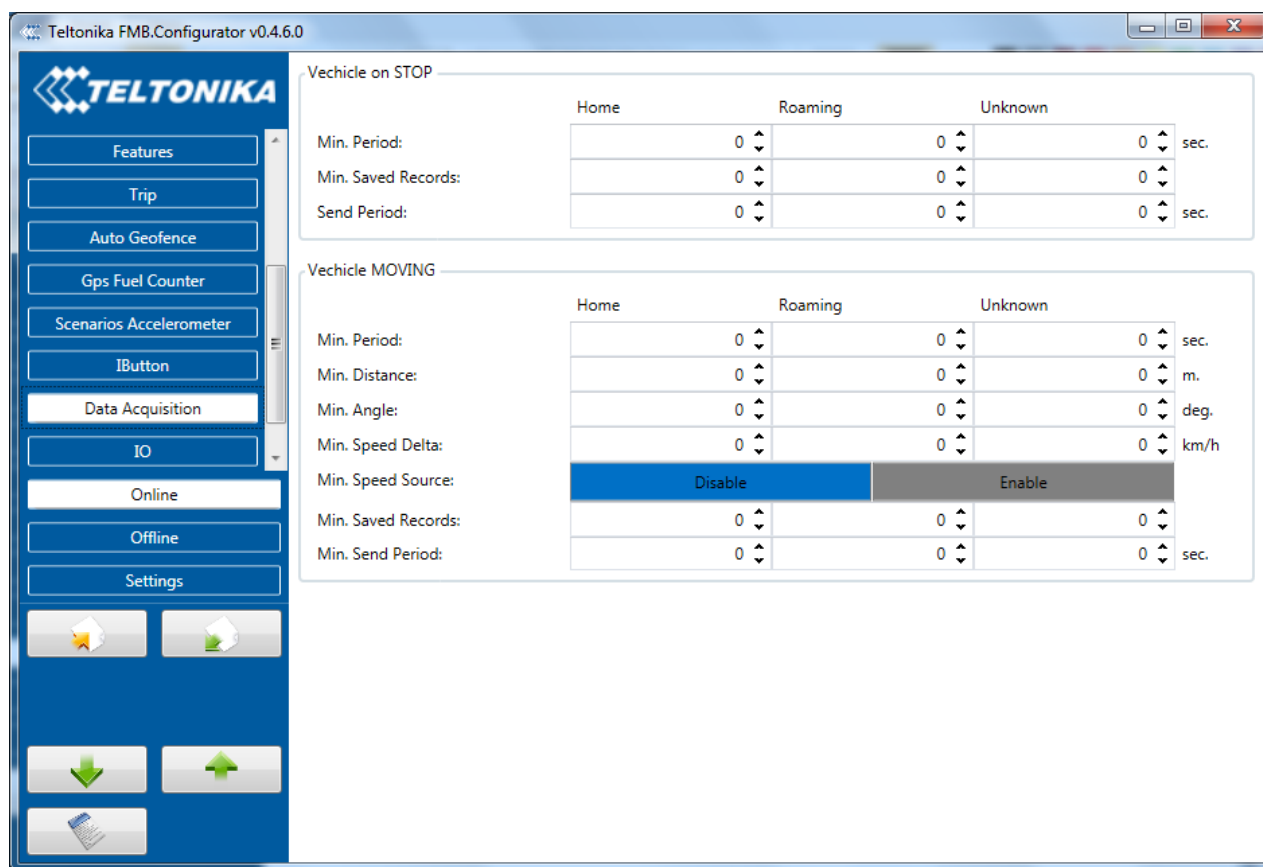 Teltonika FMB.Configurator v0.4.6.0
TELTONIKA
Features
Trip
Auto Geofence
Gps Fuel Counter
Scenarios Accelerometer
IButton
Data Acquisition
IO
Online
Offline
Settings
Vechicle on STOP
Home Roaming Unknown
Min. Period: 0 0 0 sec.
Min. Saved Records: 0 0 0
Send Period: 0 0 0 sec.
Vechicle MOVING
Home Roaming Unknown
Min. Period: 0 0 0 sec.
Min. Distance: 0 0 0 m.
Min. Angle: 0 0 0 deg.
Min. Speed Delta: 0 0 0 km/h
Min. Speed Source: Disable Enable
Min. Saved Records: 0 0 0
Min. Send Period: 0 0 0 sec.